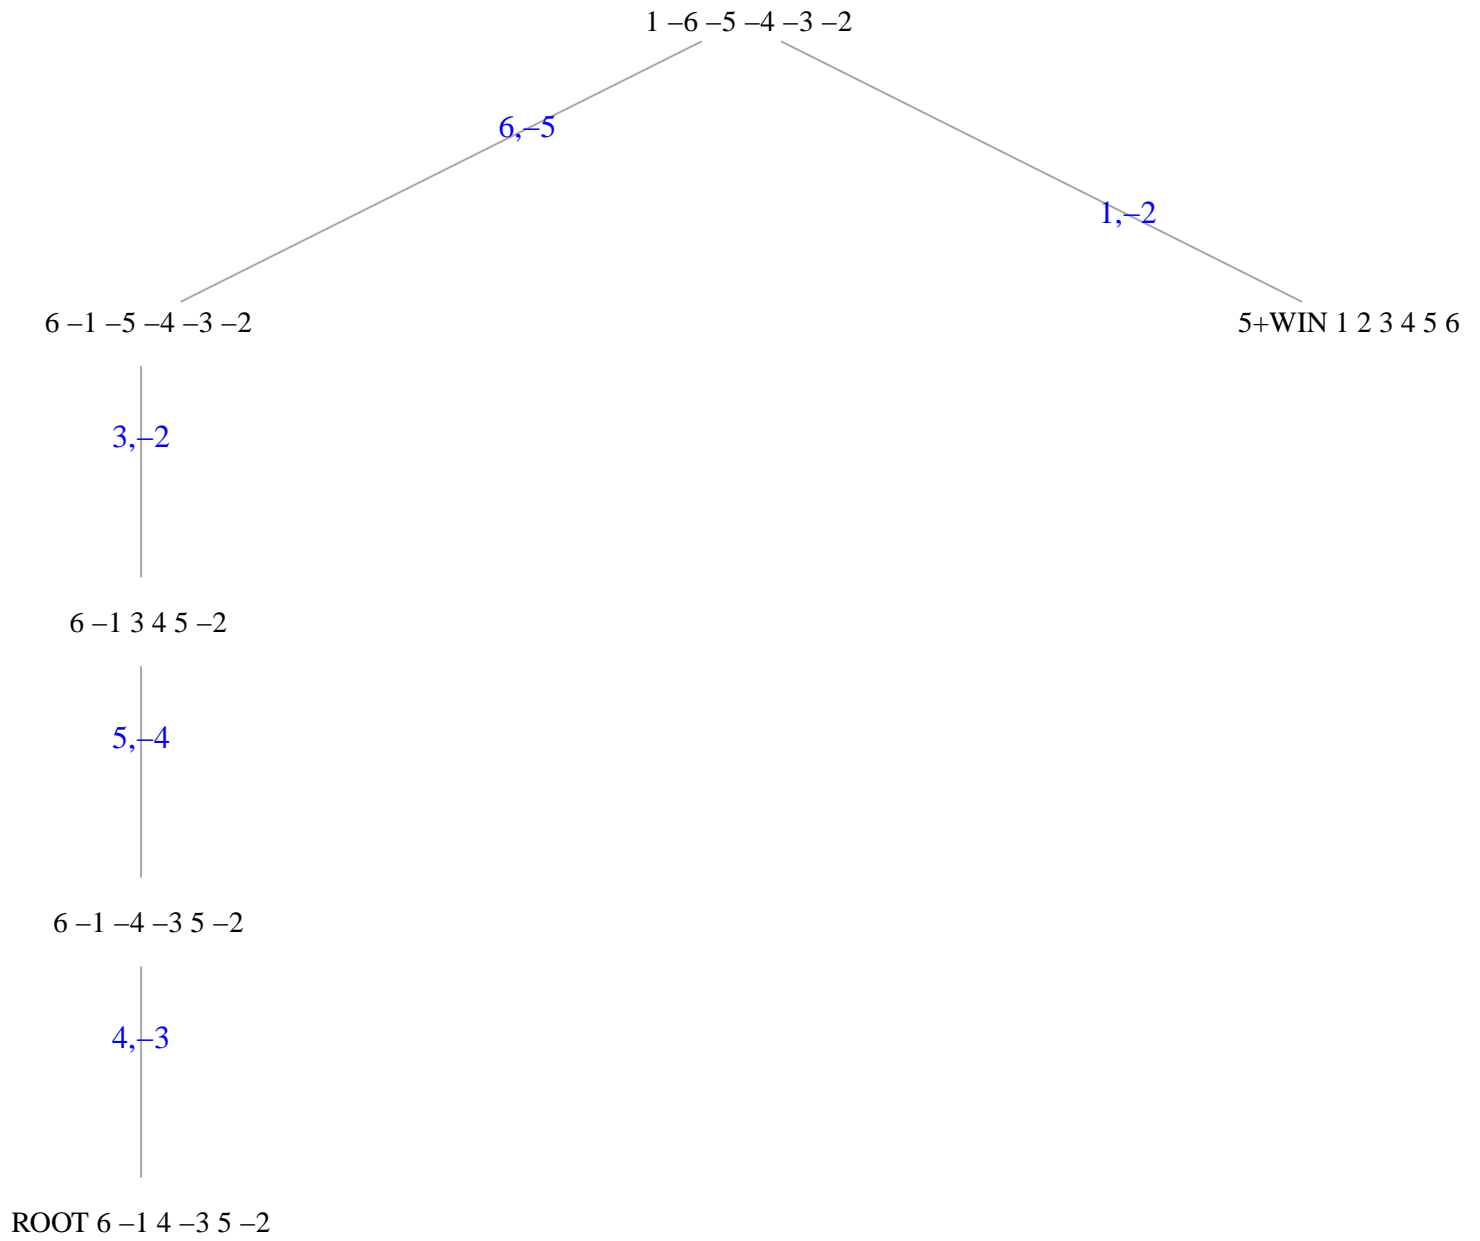 1 –6 –5 –4 –3 –2
6,–5
1,–2
6 –1 –5 –4 –3 –2
5+WIN 1 2 3 4 5 6
3,–2
6 –1 3 4 5 –2
5,–4
6 –1 –4 –3 5 –2
4,–3
ROOT 6 –1 4 –3 5 –2